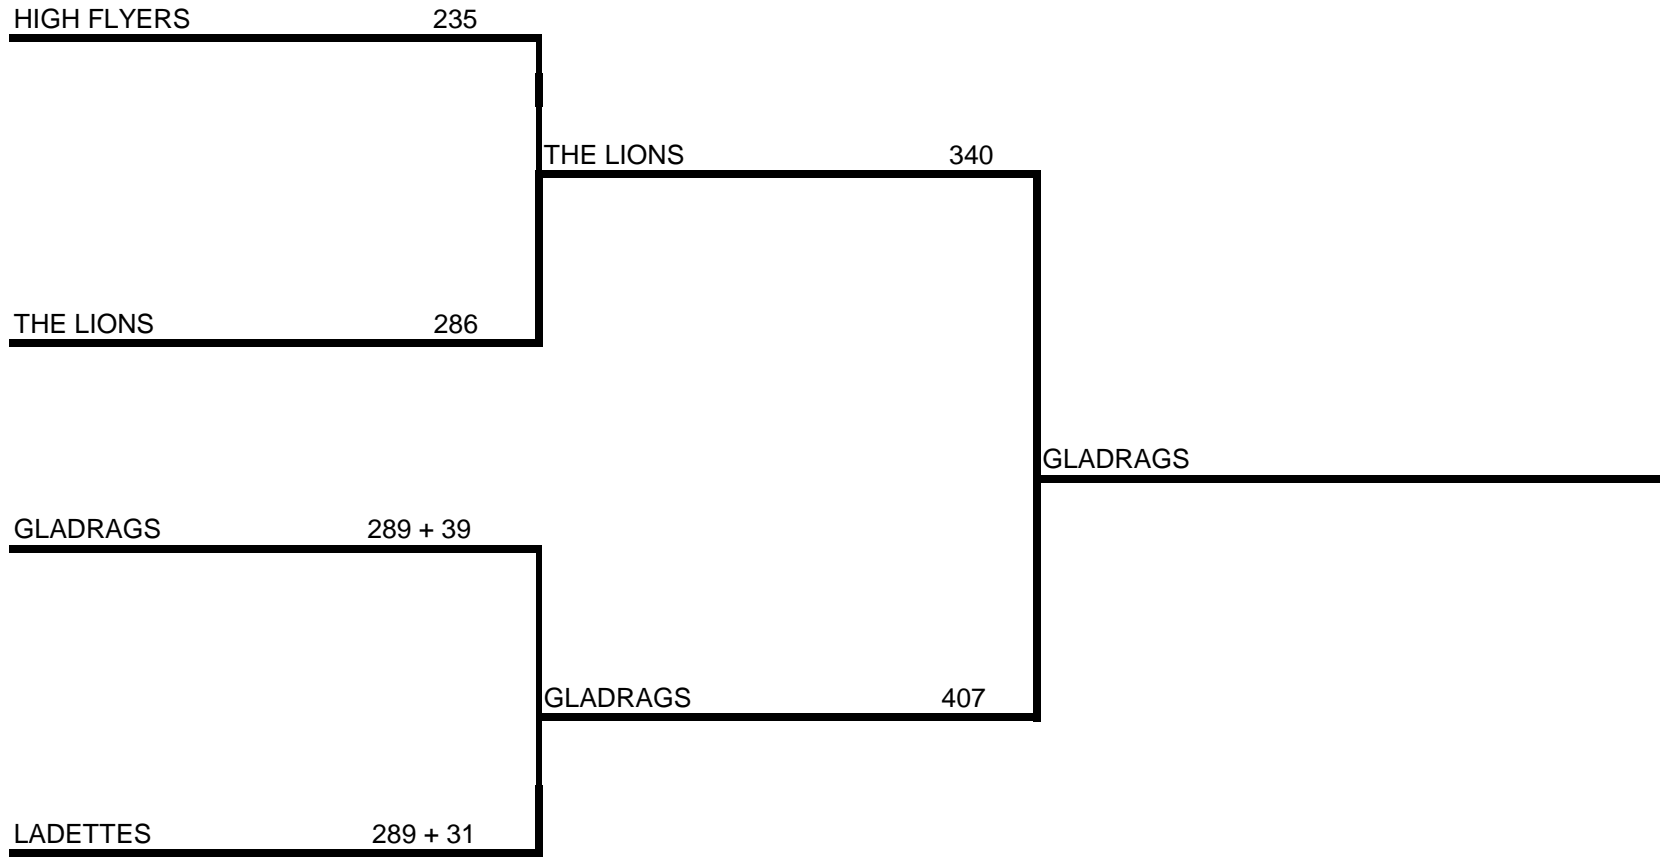 HIGH FLYERS 235
THE LIONS 340
THE LIONS 286
GLADRAGS
GLADRAGS 289 + 39
GLADRAGS 407
LADETTES 289 + 31